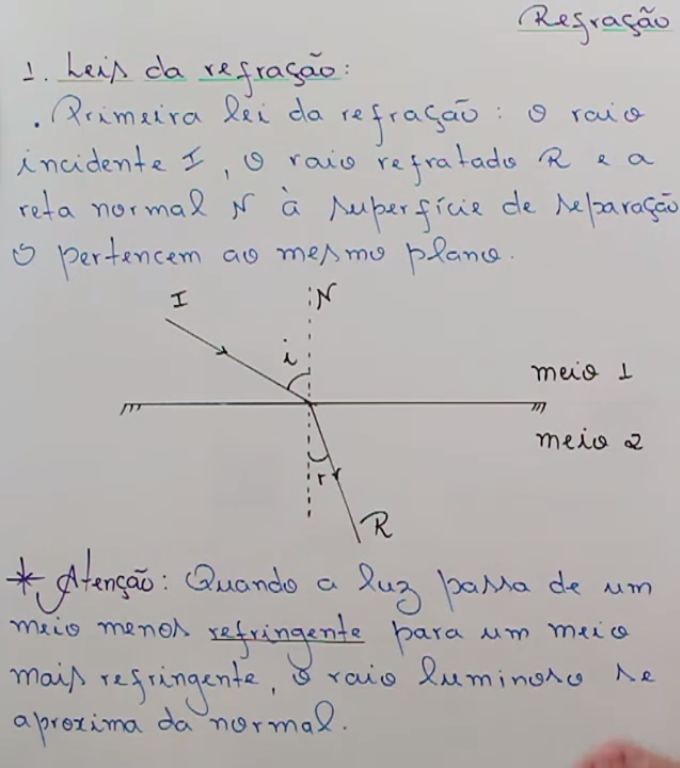 Refração
1. Leis da refração:
. Primeira lei da refração: o raio
incidente I, o raio refratado R e a
reta normal N à superfície de separação
S pertencem ao mesmo plano.
I
N
i
meio 1
meio 2
r
R
* Atenção: Quando a luz passa de um
meio menos refringente para um meio
mais refringente, o raio luminoso se
aproxima da normal.